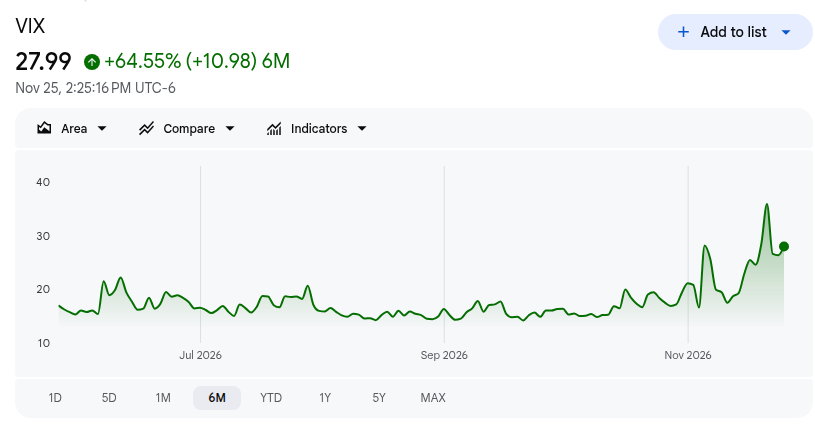 VIX
Add to list
27.99 +64.55% (+10.98) 6M
Nov 25, 2:25:16 PM UTC-6
Area Compare Indicators
40
30
20
10
Jul 2026 Sep 2026 Nov 2026
1D 5D 1M 6M YTD 1Y 5Y MAX